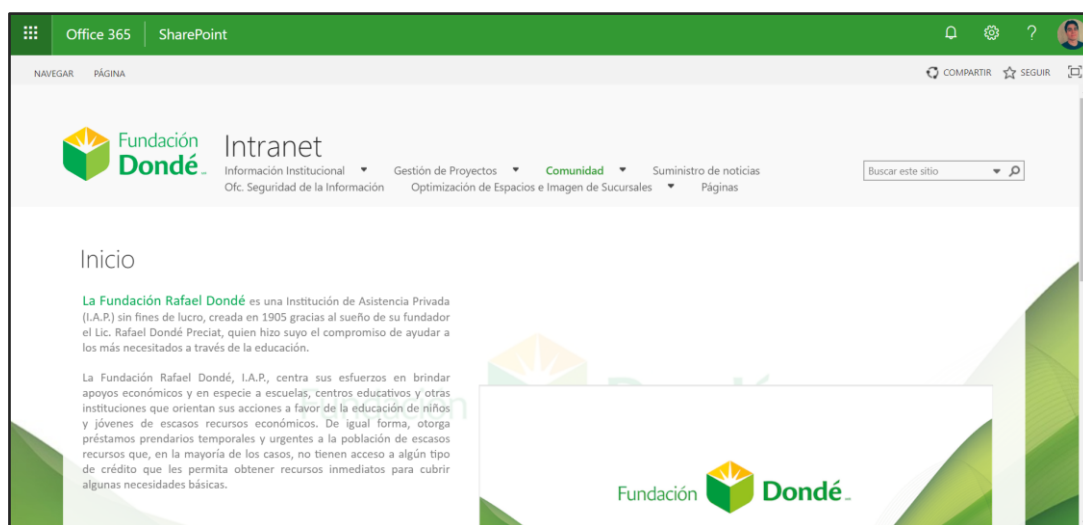 Office 365 SharePoint ?
NAVEGAR PÁGINA COMPARTIR SEGUIR
Fundación
Dondé
Intranet
Información Institucional Gestión de Proyectos Comunidad Suministro de noticias
Ofc. Seguridad de la Información Optimización de Espacios e Imagen de Sucursales Páginas
Buscar este sitio
Inicio
La Fundación Rafael Dondé es una Institución de Asistencia Privada
(I.A.P.) sin fines de lucro, creada en 1905 gracias al sueño de su fundador
el Lic. Rafael Dondé Preciat, quien hizo suyo el compromiso de ayudar a
los más necesitados a través de la educación.
La Fundación Rafael Dondé, I.A.P., centra sus esfuerzos en brindar
apoyos económicos y en especie a escuelas, centros educativos y otras
instituciones que orientan sus acciones a favor de la educación de niños
y jóvenes de escasos recursos económicos. De igual forma, otorga
préstamos prendarios temporales y urgentes a la población de escasos
recursos que, en la mayoría de los casos, no tienen acceso a algún tipo
de crédito que les permita obtener recursos inmediatos para cubrir
algunas necesidades básicas.
Fundación
Fundación Dondé